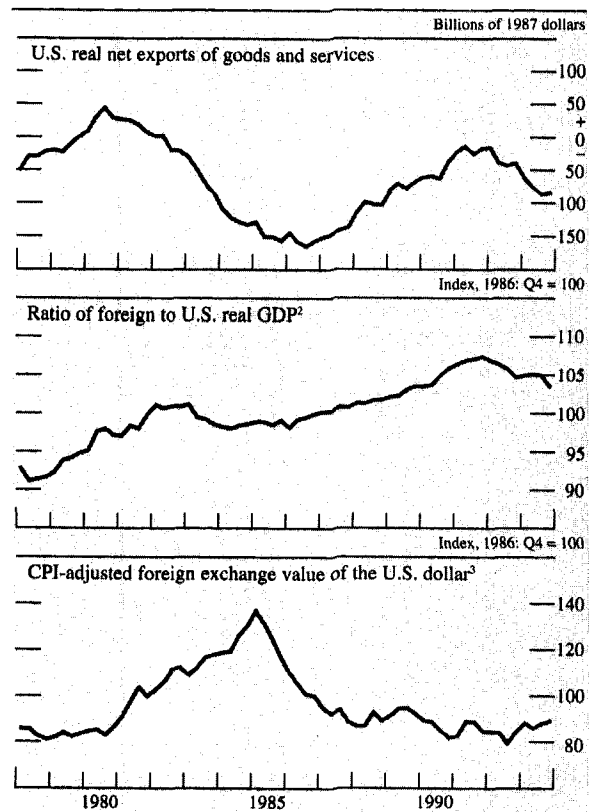 Billions of 1987 dollars
U.S. real net exports of goods and services
100
50
+
0
–
50
100
150
Index, 1986: Q4 = 100
Ratio of foreign to U.S. real GDP²
110
105
100
95
90
Index, 1986: Q4 = 100
CPI-adjusted foreign exchange value of the U.S. dollar³
140
120
100
80
1980 1985 1990